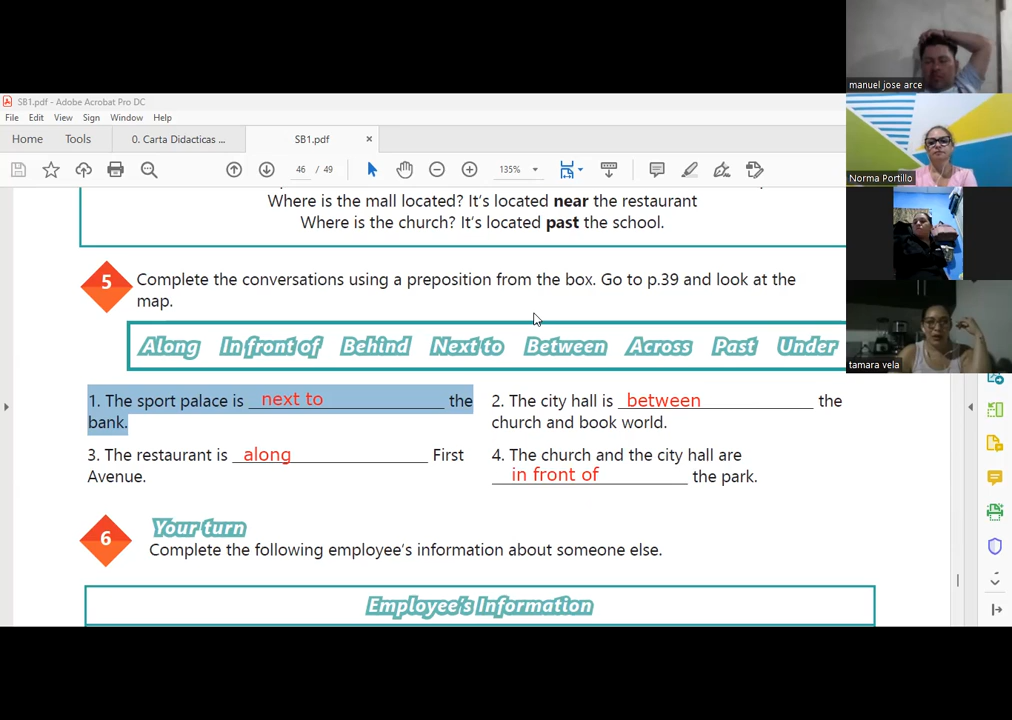 manuel jose arce
SB1.pdf - Adobe Acrobat Pro DC
File Edit View Sign Window Help
Norma Portillo
Home Tools 0. Carta Didacticas ... SB1.pdf ×
46 / 49 135%
Where is the mall located? It's located near the restaurant
Where is the church? It's located past the school.
5 Complete the conversations using a preposition from the box. Go to p.39 and look at the
map.
Along In front of Behind Next to Between Across Past Under
tamara vela
1. The sport palace is next to the
bank.
2. The city hall is between the
church and book world.
3. The restaurant is along First
Avenue.
4. The church and the city hall are
in front of the park.
6 Your turn
Complete the following employee's information about someone else.
Employee's Information